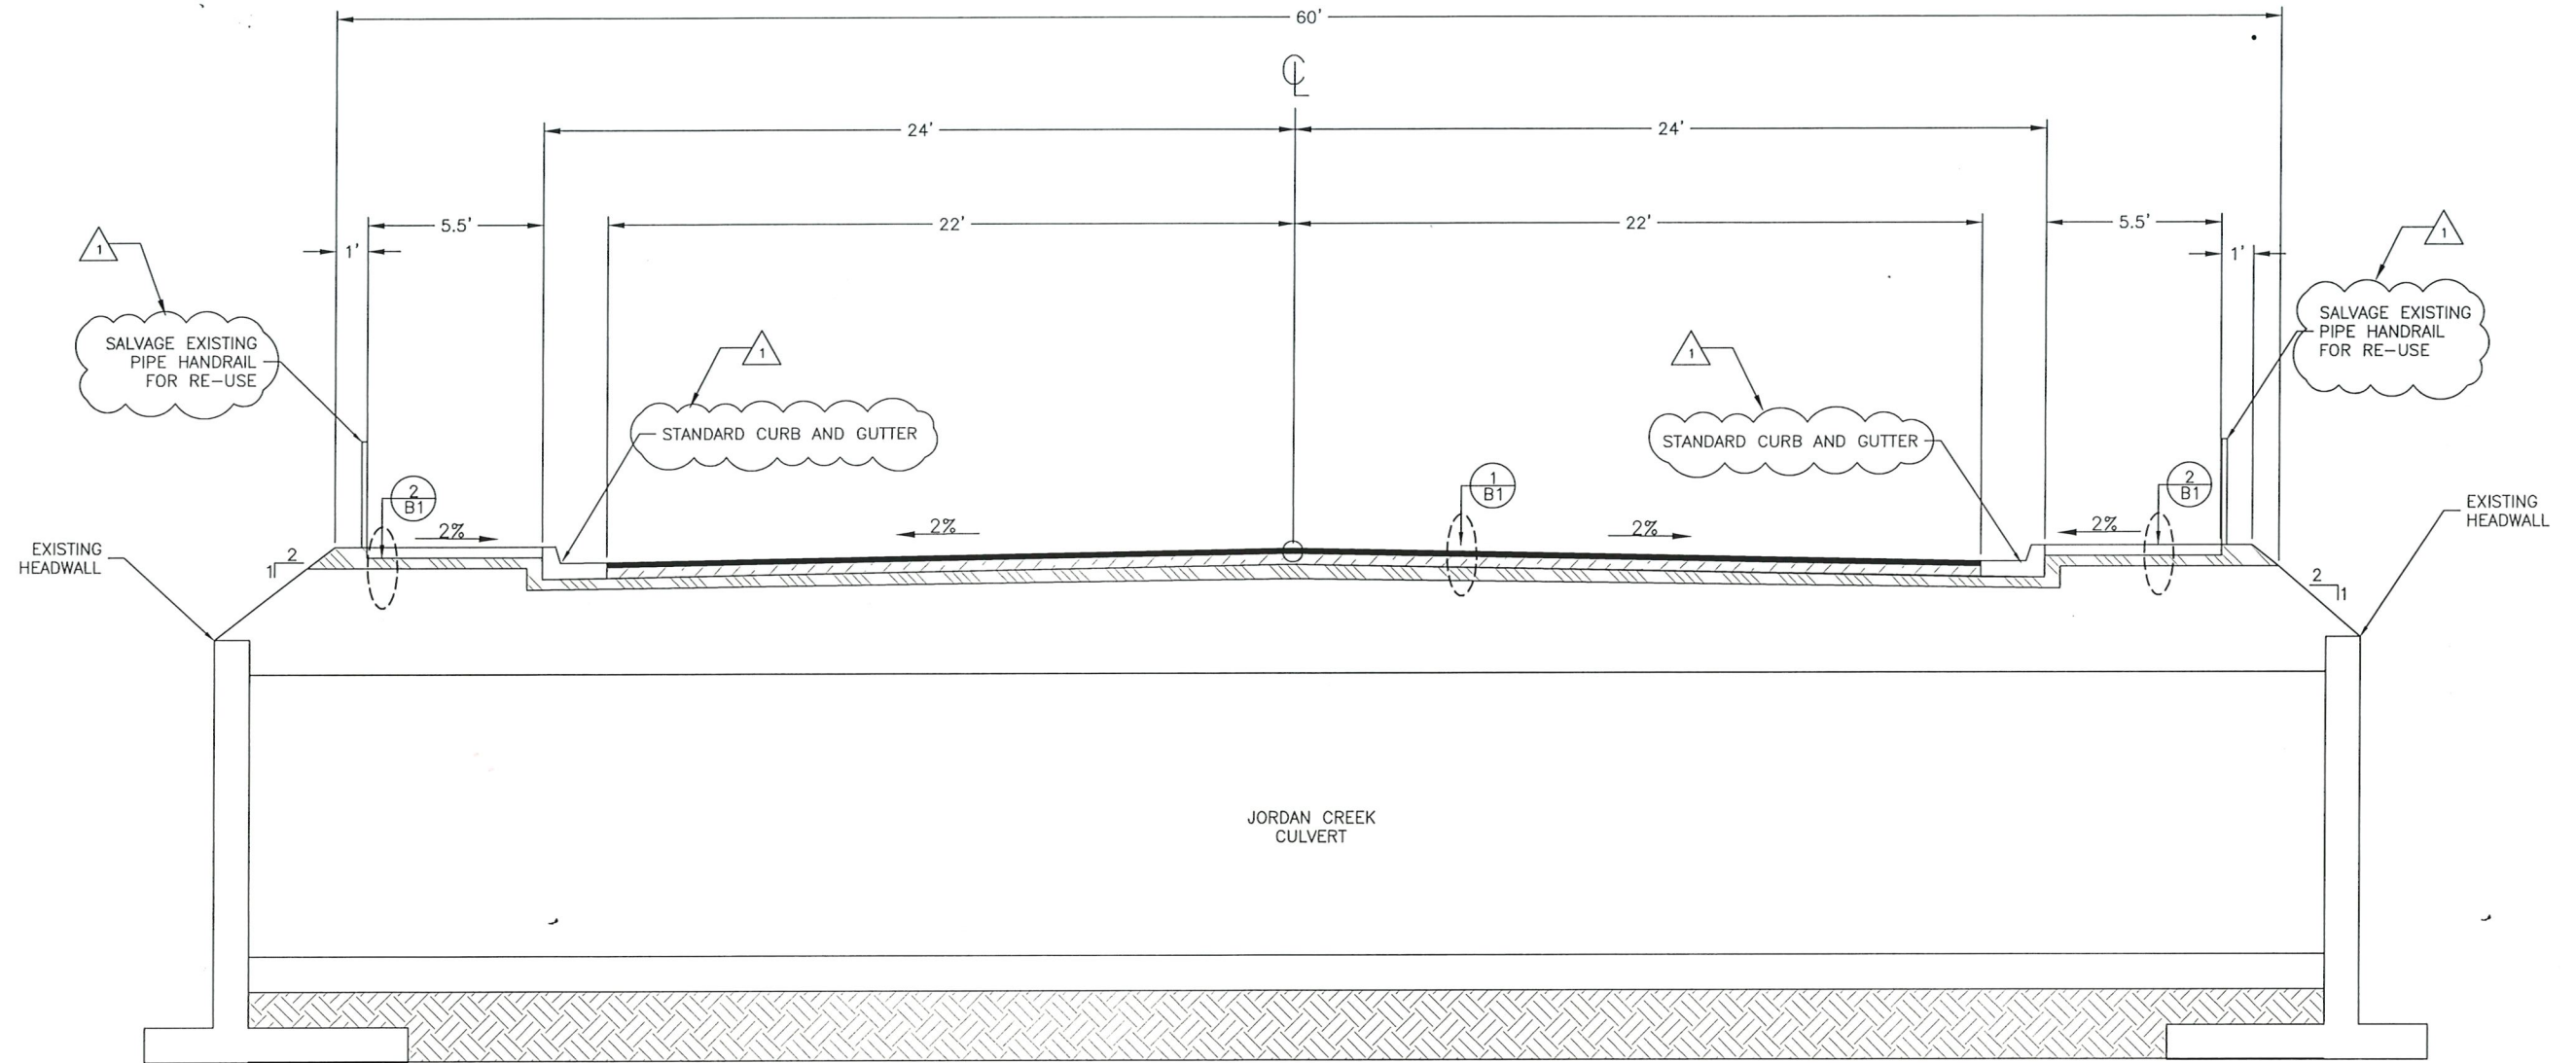 60'
CL
24'
24'
5.5'
22'
22'
5.5'
1'
1'
1
1
SALVAGE EXISTING
PIPE HANDRAIL
FOR RE-USE
SALVAGE EXISTING
PIPE HANDRAIL
FOR RE-USE
1
1
STANDARD CURB AND GUTTER
STANDARD CURB AND GUTTER
2
B1
1
B1
2
B1
2%
2%
2%
2%
EXISTING
HEADWALL
EXISTING
HEADWALL
2
1
2
1
JORDAN CREEK
CULVERT